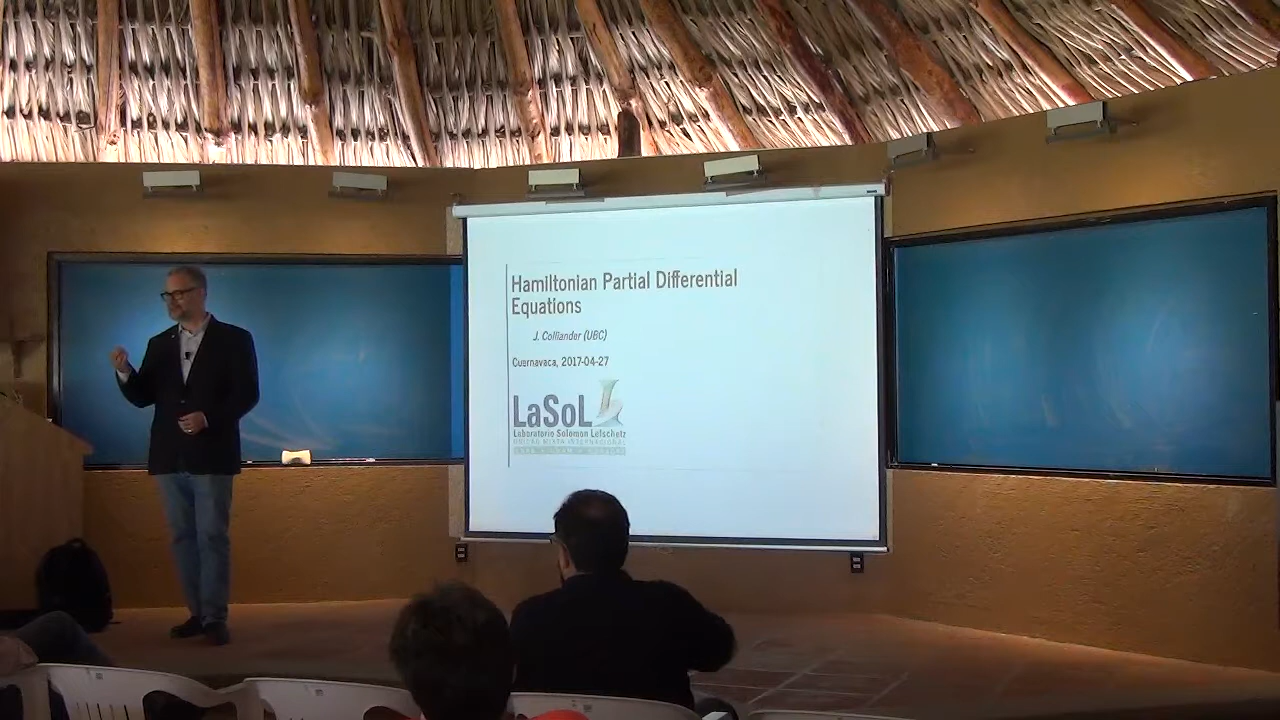 Hamiltonian Partial Differential
Equations
J. Colliander (UBC)
Cuernavaca, 2017-04-27
LaSoL
Laboratorio Solomon Lefschetz